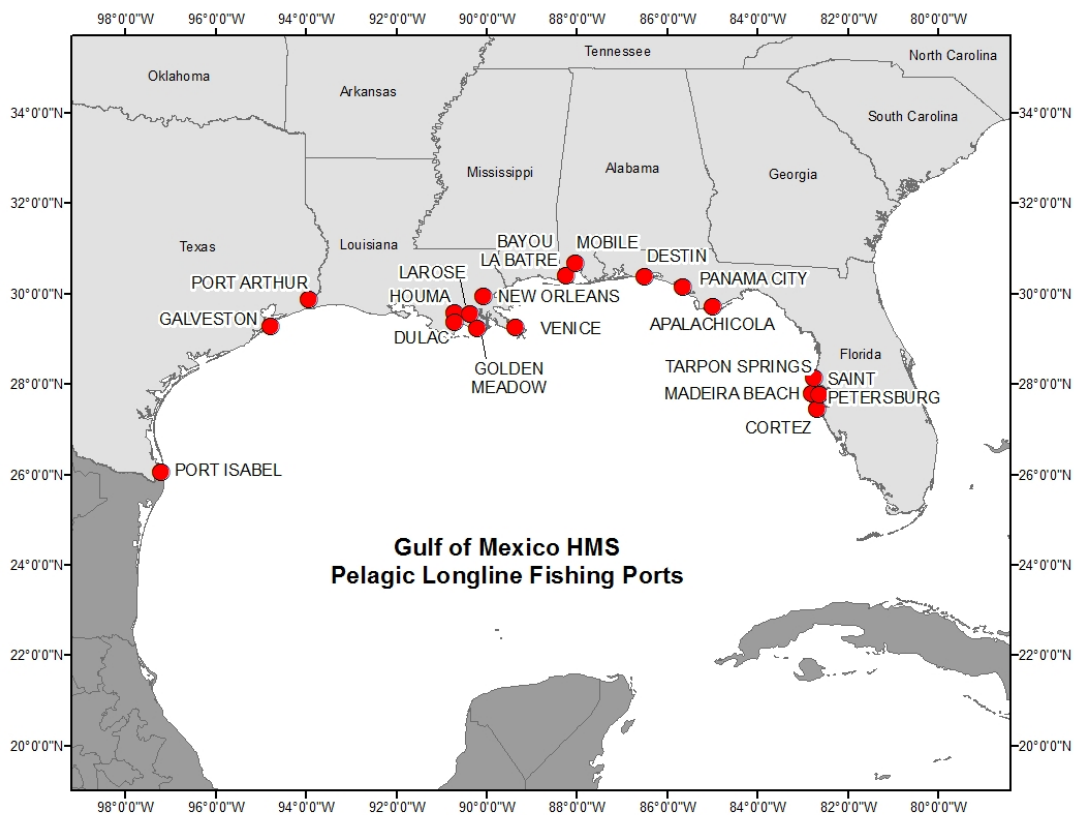 98°0'0"W 96°0'0"W 94°0'0"W 92°0'0"W 90°0'0"W 88°0'0"W 86°0'0"W 84°0'0"W 82°0'0"W 80°0'0"W
Tennessee
North Carolina
Oklahoma
Arkansas
34°0'0"N
34°0'0"N
South Carolina
Mississippi
Alabama
Georgia
32°0'0"N
32°0'0"N
Texas
Louisiana
BAYOU
LA BATRE
MOBILE
DESTIN
LAROSE
PORT ARTHUR
PANAMA CITY
30°0'0"N
HOUMA
NEW ORLEANS
30°0'0"N
GALVESTON
DULAC
VENICE
APALACHICOLA
GOLDEN
MEADOW
Florida
TARPON SPRINGS
28°0'0"N
SAINT
PETERSBURG
28°0'0"N
MADEIRA BEACH
CORTEZ
PORT ISABEL
26°0'0"N
26°0'0"N
Gulf of Mexico HMS
Pelagic Longline Fishing Ports
24°0'0"N
24°0'0"N
22°0'0"N
22°0'0"N
20°0'0"N
20°0'0"N
98°0'0"W 96°0'0"W 94°0'0"W 92°0'0"W 90°0'0"W 88°0'0"W 86°0'0"W 84°0'0"W 82°0'0"W 80°0'0"W